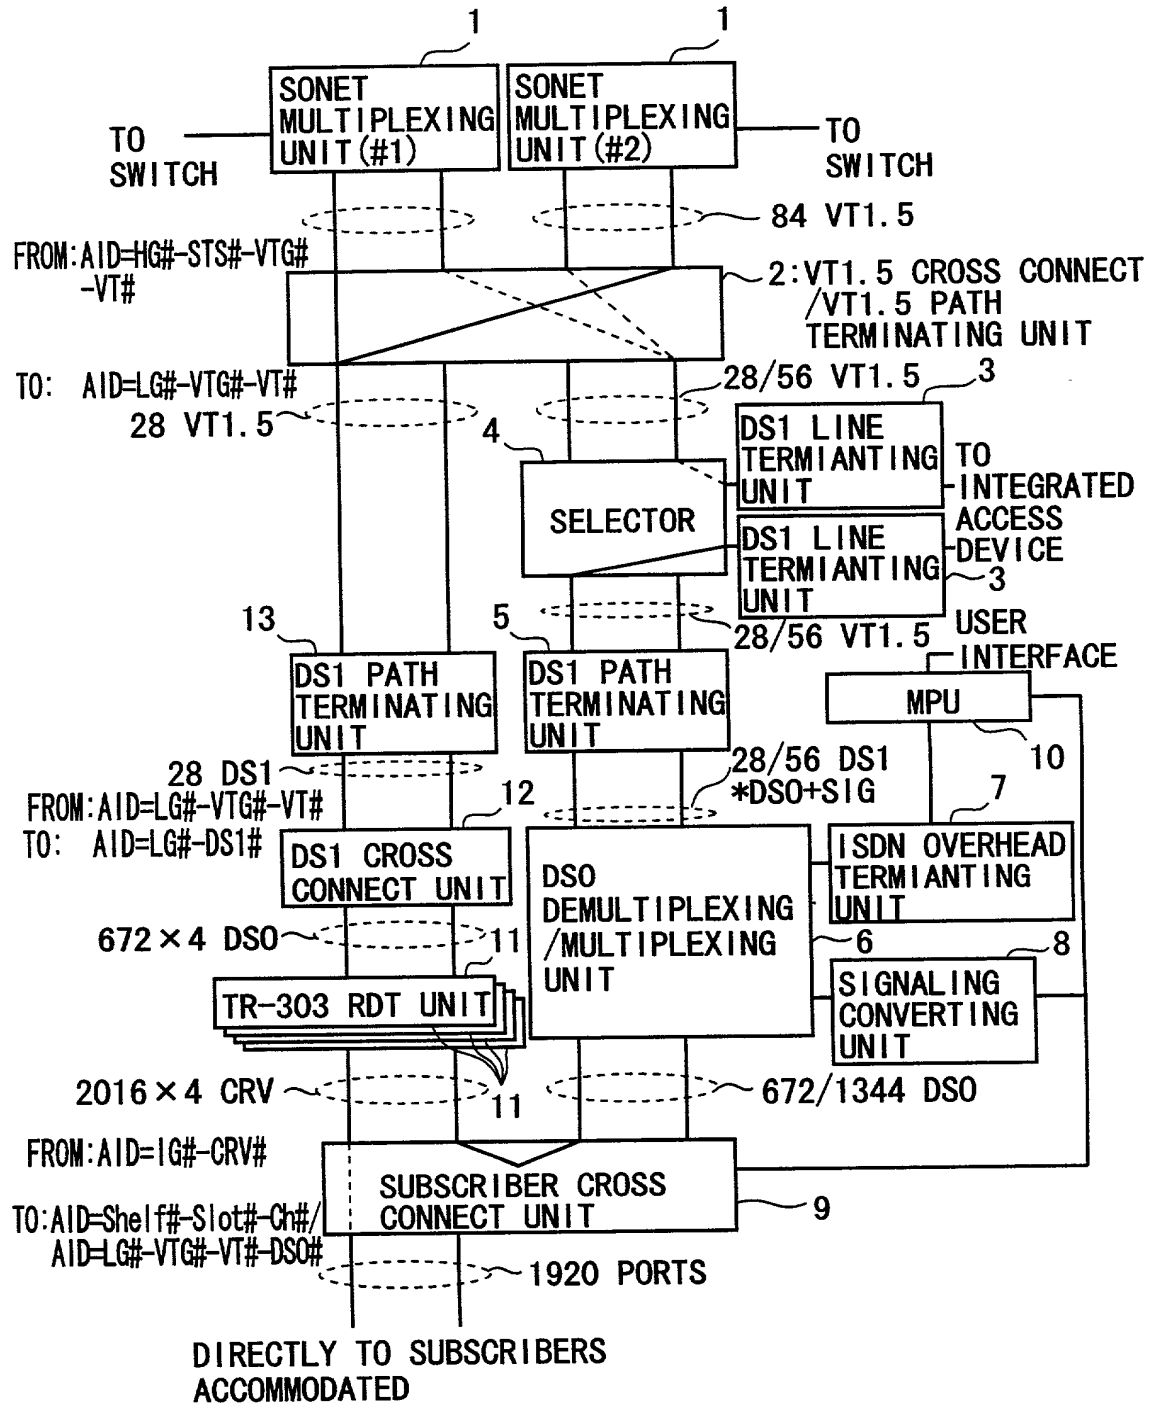 1
1
SONET
MULTIPLEXING
UNIT(#1)
SONET
MULTIPLEXING
UNIT(#2)
TO
SWITCH
TO
SWITCH
84 VT1.5
FROM:AID=HG#-STS#-VTG#
-VT#
2:VT1.5 CROSS CONNECT
/VT1.5 PATH
TERMINATING UNIT
TO: AID=LG#-VTG#-VT#
28 VT1.5
28/56 VT1.5
3
4
DS1 LINE
TERMIANTING
UNIT
TO
INTEGRATED
ACCESS
DEVICE
SELECTOR
DS1 LINE
TERMIANTING
UNIT
3
13
5
28/56 VT1.5
USER
INTERFACE
DS1 PATH
TERMINATING
UNIT
DS1 PATH
TERMINATING
UNIT
MPU
10
28 DS1
28/56 DS1
*DSO+SIG
7
FROM:AID=LG#-VTG#-VT#
TO: AID=LG#-DS1#
12
DS1 CROSS
CONNECT UNIT
DSO
DEMULTIPLEXING
/MULTIPLEXING
UNIT
ISDN OVERHEAD
TERMIANTING
UNIT
672×4 DSO
11
6
8
TR-303 RDT UNIT
SIGNALING
CONVERTING
UNIT
2016×4 CRV
11
672/1344 DSO
FROM:AID=IG#-CRV#
SUBSCRIBER CROSS
CONNECT UNIT
9
TO:AID=Shelf#-Slot#-Ch#/
AID=LG#-VTG#-VT#-DSO#
1920 PORTS
DIRECTLY TO SUBSCRIBERS
ACCOMMODATED